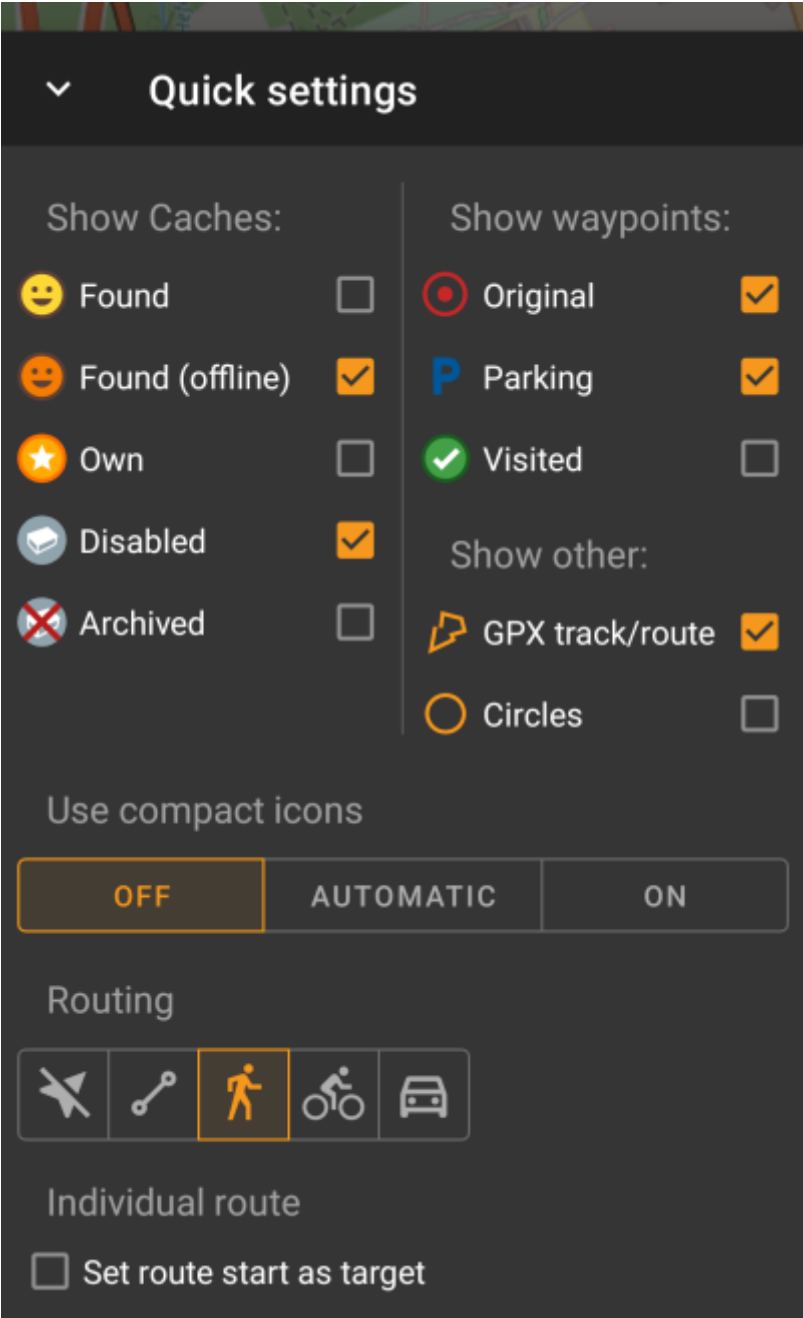 Quick settings
Show Caches:
Found
Found (offline)
Own
Disabled
Archived
Show waypoints:
Original
P Parking
Visited
Show other:
GPX track/route
Circles
Use compact icons
OFF AUTOMATIC ON
Routing
Individual route
Set route start as target